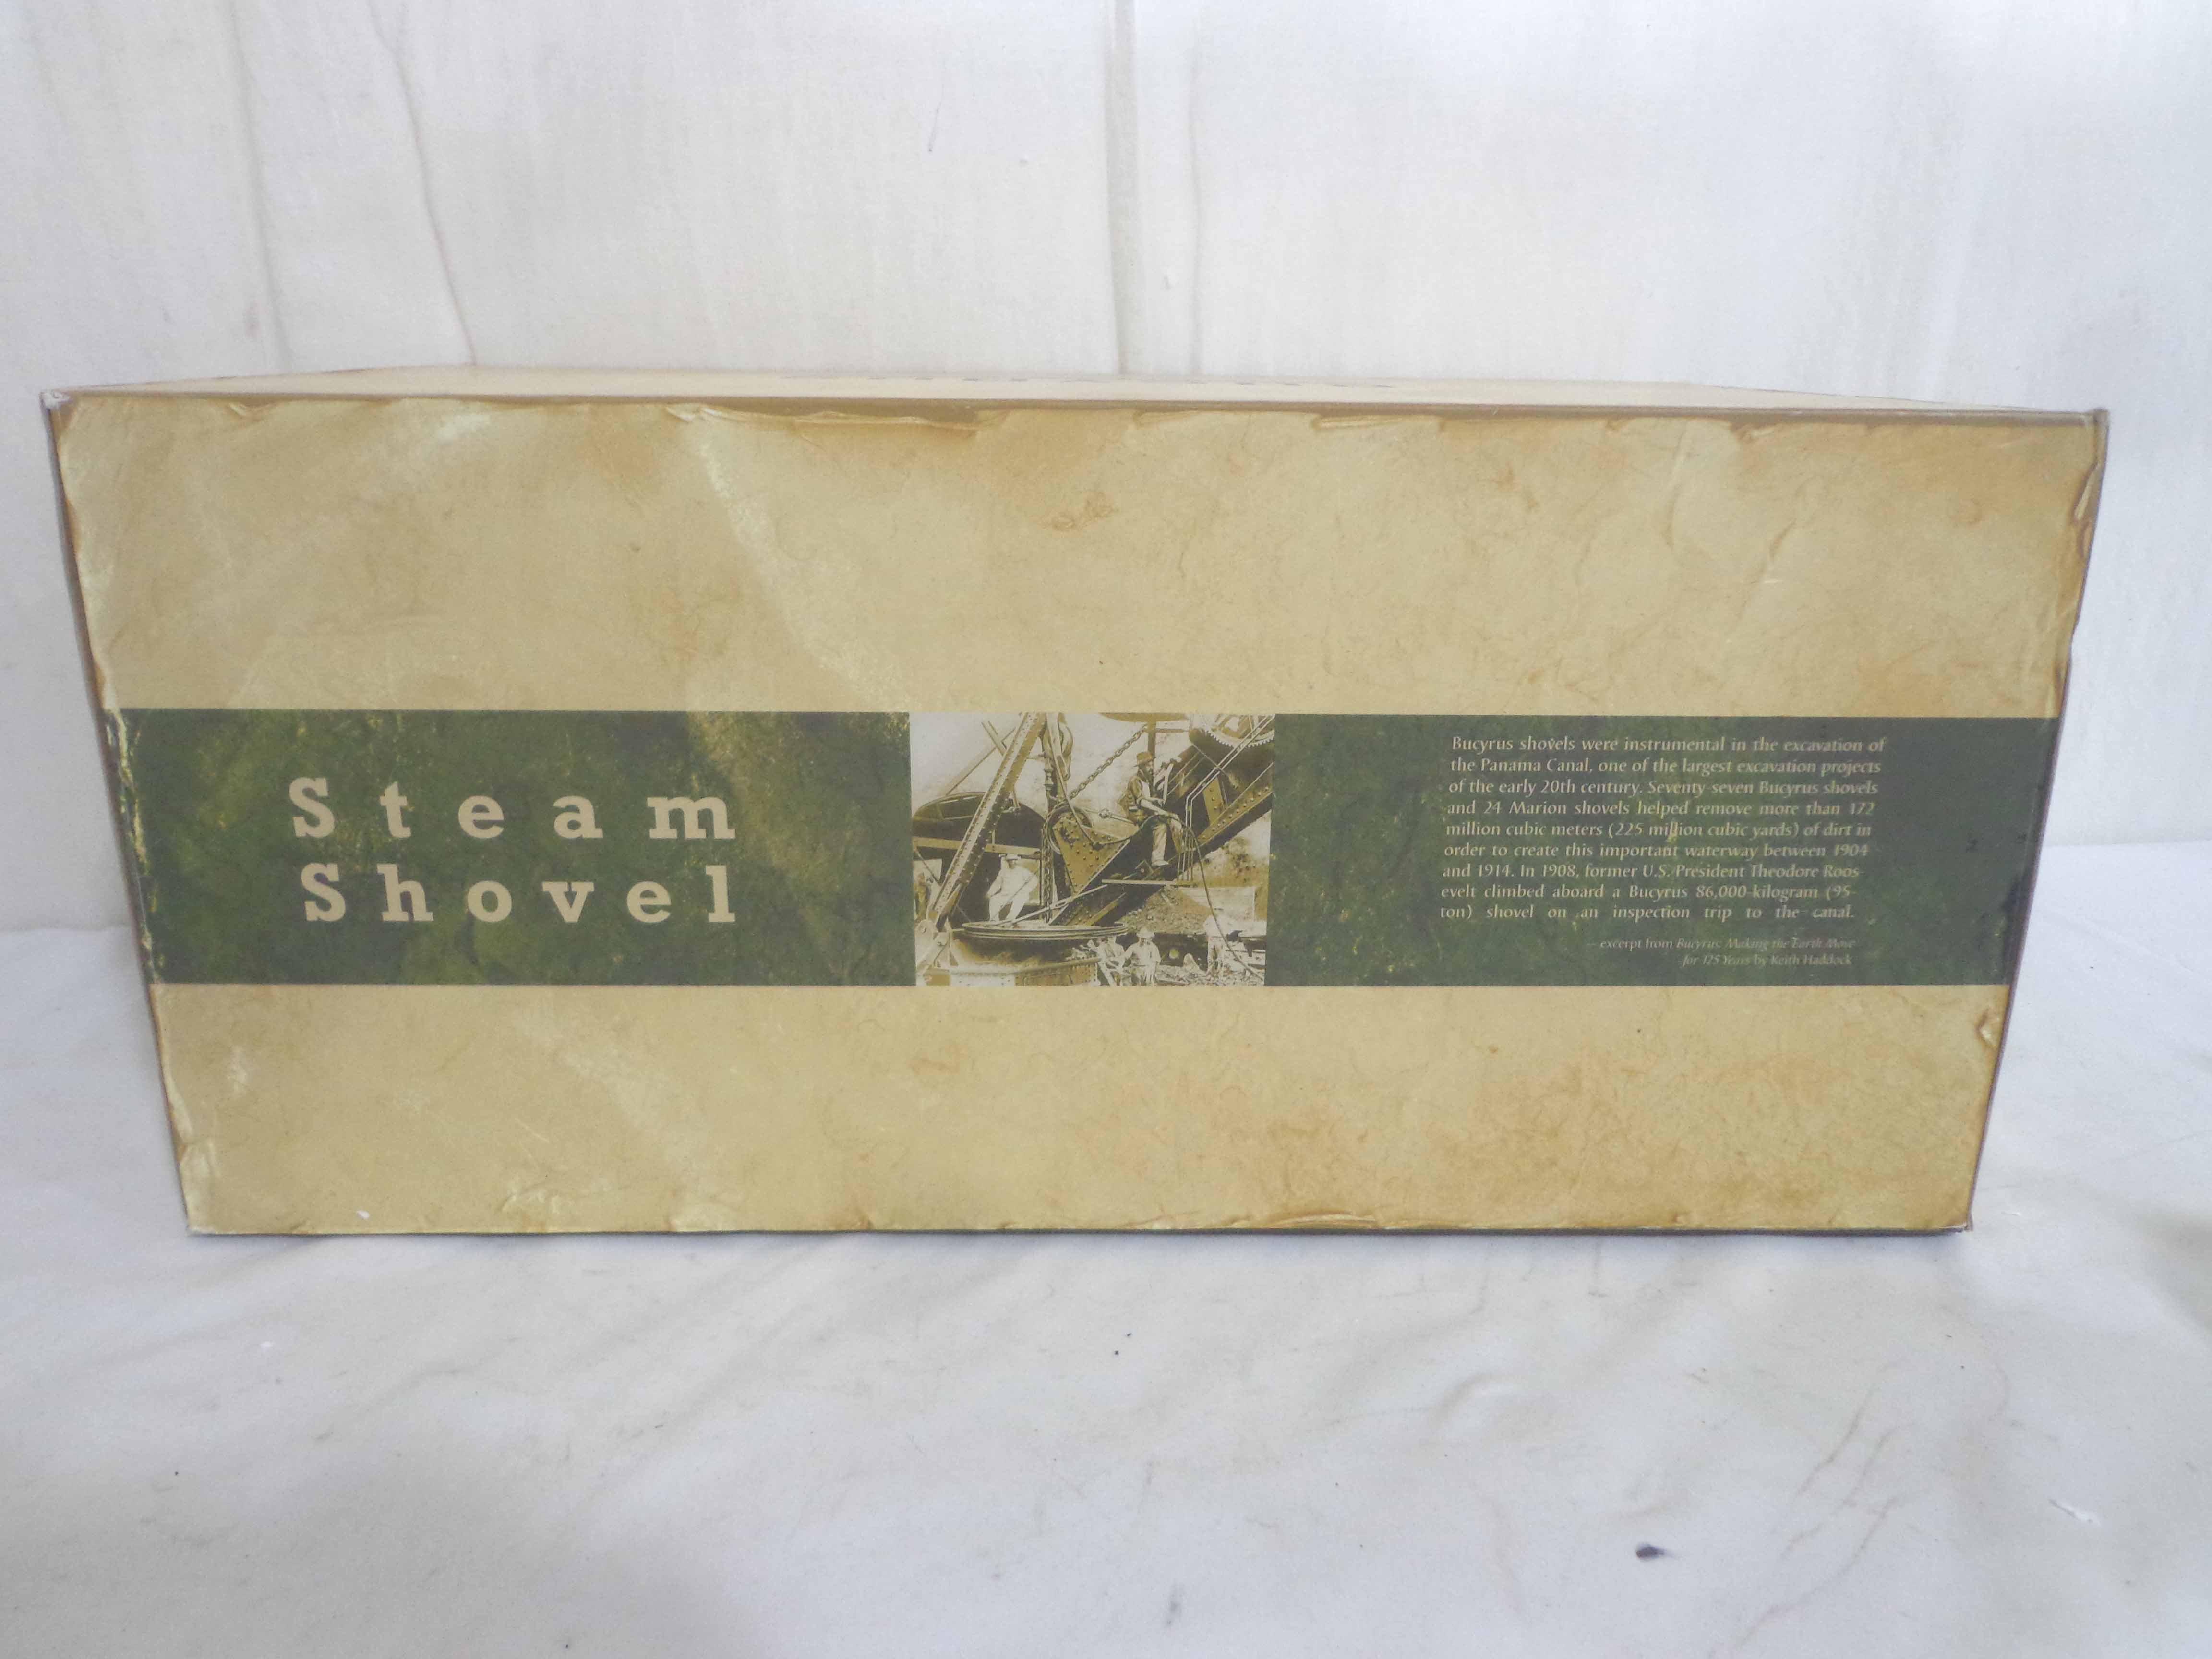 Steam
Shovel
Bucyrus shovels were instrumental in the excavation of
the Panama Canal, one of the largest excavation projects
of the early 20th century. Seventy-seven Bucyrus shovels
and 24 Marion shovels helped remove more than 172
million cubic meters (225 million cubic yards) of dirt in
order to create this important waterway between 1904
and 1914. In 1908, former U.S. President Theodore Roos-
evelt climbed aboard a Bucyrus 86,000-kilogram (95-
ton) shovel on an inspection trip to the canal.
excerpt from Bucyrus: Making the Earth Move
for 125 Years by Keith Haddock